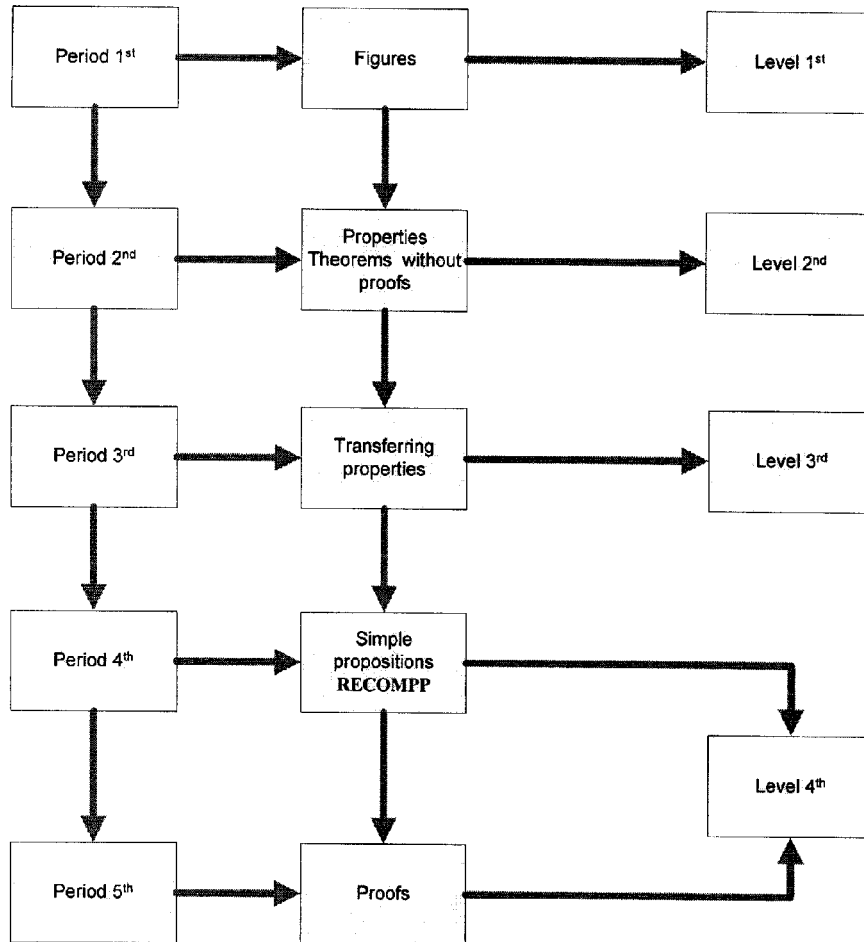 Period 1st
Figures
Level 1st
Period 2nd
Properties
Theorems without
proofs
Level 2nd
Period 3rd
Transferring
properties
Level 3rd
Period 4th
Simple
propositions
RECOMPP
Level 4th
Period 5th
Proofs